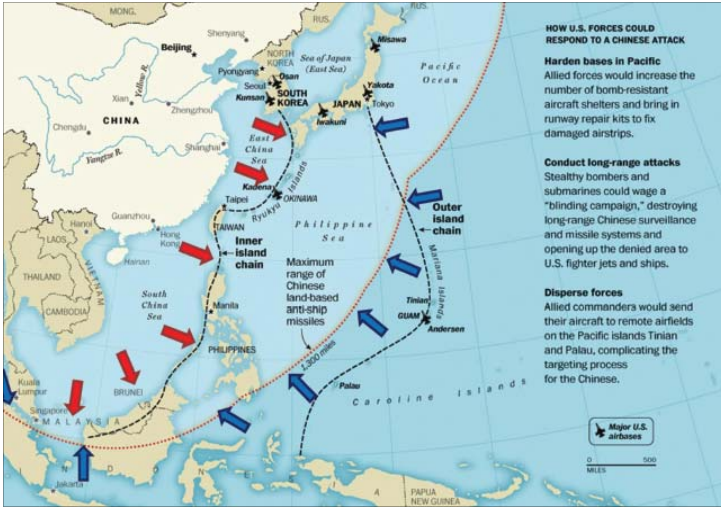 MONG.
RUS.
RUS.
Shenyang
Beijing
NORTH
KOREA
Sea of Japan
(East Sea)
Misawa
Pacific
Ocean
Yellow R.
Pyongyang
Osan
Seoul
SOUTH
KOREA
Kunsan
Yakota
JAPAN
Tokyo
Iwakuni
Xian
Zhengzhou
CHINA
Chengdu
Yangtze R.
Shanghai
East
China
Sea
Kadena
OKINAWA
Ryukyu Islands
Taipei
TAIWAN
Guangzhou
Hong
Kong
Hanoi
LAOS
Hainan
VIETNAM
THAILAND
CAMBODIA
Inner
island
chain
Philippine
Sea
Outer
island
chain
Mariana Islands
Maximum
range of
Chinese
land-based
anti-ship
missiles
1,300 miles
South
China
Sea
Manila
PHILIPPINES
Tinian
GUAM
Andersen
Palau
Caroline Islands
Kuala
Lumpur
Singapore
MALAYSIA
BRUNEI
INDONESIA
Jakarta
PAPUA
NEW GUINEA
HOW U.S. FORCES COULD
RESPOND TO A CHINESE ATTACK
Harden bases in Pacific
Allied forces would increase the
number of bomb-resistant
aircraft shelters and bring in
runway repair kits to fix
damaged airstrips.
Conduct long-range attacks
Stealthy bombers and
submarines could wage a
"blinding campaign," destroying
long-range Chinese surveillance
and missile systems and
opening up the denied area to
U.S. fighter jets and ships.
Disperse forces
Allied commanders would send
their aircraft to remote airfields
on the Pacific islands Tinian
and Palau, complicating the
targeting process
for the Chinese.
Major U.S.
airbases
0 500
MILES